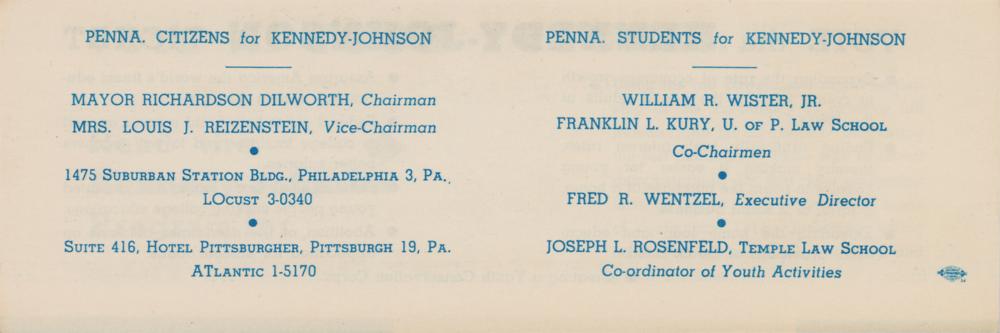 PENNA. CITIZENS for KENNEDY-JOHNSON
MAYOR RICHARDSON DILWORTH, Chairman
MRS. LOUIS J. REIZENSTEIN, Vice-Chairman
1475 SUBURBAN STATION BLDG., PHILADELPHIA 3, PA.
LOCUST 3-0340
SUITE 416, HOTEL PITTSBURGHER, PITTSBURGH 19, PA.
ATLANTIC 1-5170
PENNA. STUDENTS for KENNEDY-JOHNSON
WILLIAM R. WISTER, JR.
FRANKLIN L. KURY, U. OF P. LAW SCHOOL
Co-Chairmen
FRED R. WENTZEL, Executive Director
JOSEPH L. ROSENFELD, TEMPLE LAW SCHOOL
Co-ordinator of Youth Activities